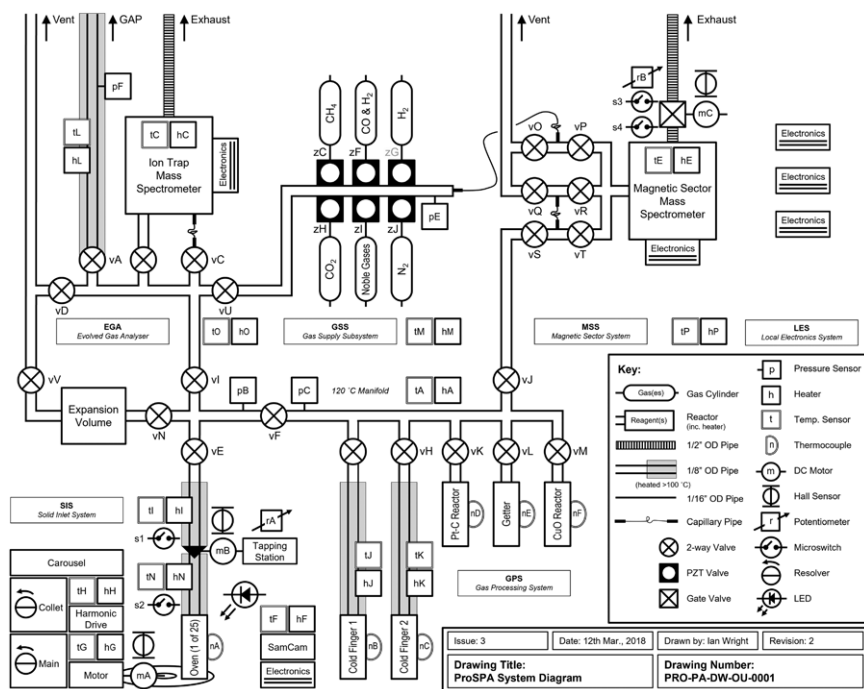 Vent
GAP
Exhaust
Vent
Exhaust
pF
rB
s3
s4
mC
CH₄
CO & H₂
H₂
tL
hL
tC
hC
Ion Trap
Mass
Spectrometer
Electronics
zC
zF
zG
vO
vP
tE
hE
Magnetic Sector
Mass
Spectrometer
Electronics
Electronics
Electronics
Electronics
pE
vQ
vR
vS
vT
zH
zI
zJ
CO₂
Noble Gases
N₂
vA
vC
vD
vU
EGA
Evolved Gas Analyser
tO
hO
GSS
Gas Supply Subsystem
tM
hM
MSS
Magnetic Sector System
tP
hP
LES
Local Electronics System
vV
vI
pB
pC
120 °C Manifold
tA
hA
vJ
Expansion
Volume
vN
vF
vE
vH
vK
vL
vM
Pt-C Reactor
nD
Getter
nE
CuO Reactor
nF
SIS
Solid Inlet System
tI
hI
s1
rA
mB
Tapping
Station
tN
hN
s2
tJ
hJ
tK
hK
GPS
Gas Processing System
Carousel
Collet
tH
hH
Harmonic
Drive
Main
tG
hG
Motor
mA
Oven (1 of 25)
nA
tF
hF
SamCam
Electronics
Cold Finger 1
nB
Cold Finger 2
nC
Key:
Gas(es)
Gas Cylinder
Reagent(s)
Reactor
(inc. heater)
1/2" OD Pipe
1/8" OD Pipe
(heated >100 °C)
1/16" OD Pipe
Capillary Pipe
2-way Valve
PZT Valve
Gate Valve
p
Pressure Sensor
h
Heater
t
Temp. Sensor
n
Thermocouple
m
DC Motor
Hall Sensor
r
Potentiometer
Microswitch
Resolver
LED
Issue: 3
Date: 12th Mar., 2018
Drawn by: Ian Wright
Revision: 2
Drawing Title:
ProSPA System Diagram
Drawing Number:
PRO-PA-DW-OU-0001